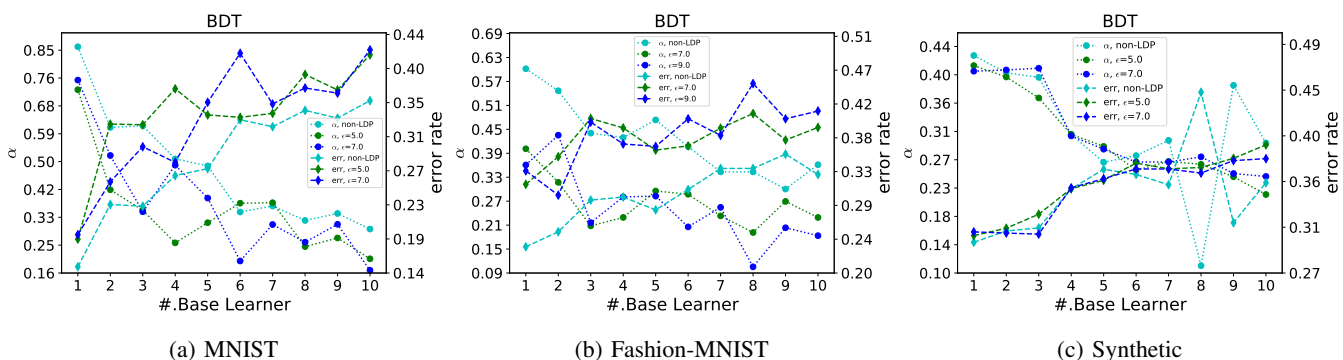 BDT
0.85
0.76
0.68
0.59
0.50
0.42
0.33
0.25
0.16
α
0.44
0.40
0.35
0.31
0.27
0.23
0.19
0.14
error rate
α, non-LDP
α, ϵ=5.0
α, ϵ=7.0
err, non-LDP
err, ϵ=5.0
err, ϵ=7.0
1 2 3 4 5 6 7 8 9 10
#.Base Learner
(a) MNIST
BDT
0.69
0.63
0.57
0.51
0.45
0.39
0.33
0.27
0.21
0.15
0.09
α
0.51
0.47
0.42
0.38
0.33
0.29
0.24
0.20
error rate
α, non-LDP
α, ϵ=7.0
α, ϵ=9.0
err, non-LDP
err, ϵ=7.0
err, ϵ=9.0
1 2 3 4 5 6 7 8 9 10
#.Base Learner
(b) Fashion-MNIST
BDT
0.44
0.40
0.36
0.31
0.27
0.23
0.18
0.14
0.10
α
0.49
0.45
0.40
0.36
0.31
0.27
error rate
α, non-LDP
α, ϵ=5.0
α, ϵ=7.0
err, non-LDP
err, ϵ=5.0
err, ϵ=7.0
1 2 3 4 5 6 7 8 9 10
#.Base Learner
(c) Synthetic